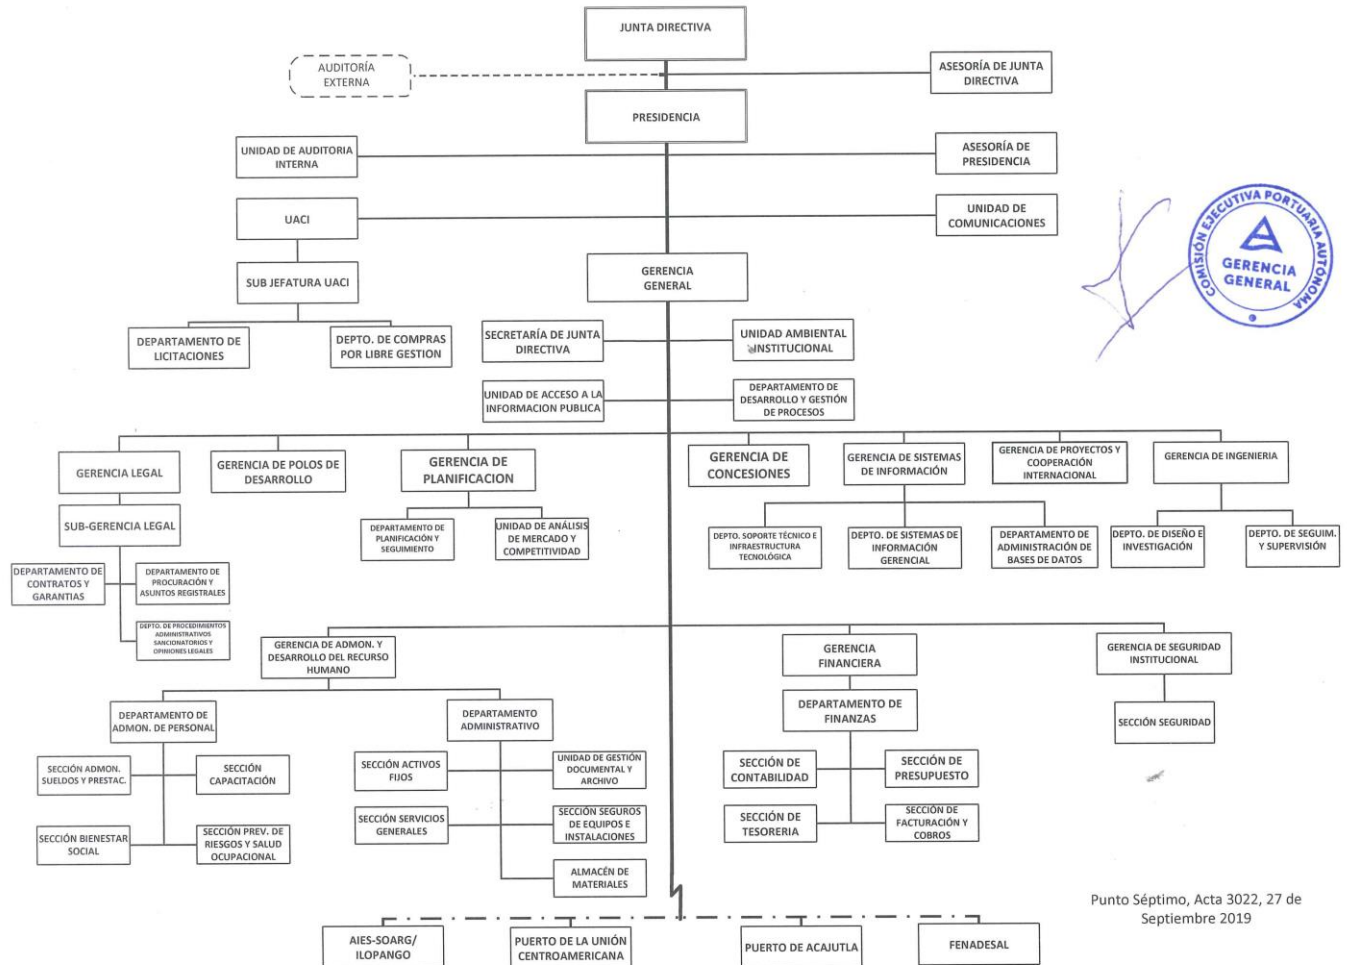 JUNTA DIRECTIVA
AUDITORÍA
EXTERNA
ASESORÍA DE JUNTA
DIRECTIVA
PRESIDENCIA
UNIDAD DE AUDITORIA
INTERNA
ASESORÍA DE
PRESIDENCIA
UACI
UNIDAD DE
COMUNICACIONES
COMISIÓN EJECUTIVA PORTUARIA AUTÓNOMA
GERENCIA
GENERAL
SUB JEFATURA UACI
GERENCIA
GENERAL
DEPARTAMENTO DE
LICITACIONES
DEPTO. DE COMPRAS
POR LIBRE GESTION
SECRETARÍA DE JUNTA
DIRECTIVA
UNIDAD AMBIENTAL
INSTITUCIONAL
UNIDAD DE ACCESO A LA
INFORMACION PUBLICA
DEPARTAMENTO DE
DESARROLLO Y GESTIÓN
DE PROCESOS
GERENCIA LEGAL
GERENCIA DE POLOS DE
DESARROLLO
GERENCIA DE
PLANIFICACION
GERENCIA DE
CONCESIONES
GERENCIA DE SISTEMAS
DE INFORMACIÓN
GERENCIA DE PROYECTOS Y
COOPERACIÓN
INTERNACIONAL
GERENCIA DE INGENIERIA
SUB-GERENCIA LEGAL
DEPARTAMENTO DE
PLANIFICACIÓN Y
SEGUIMIENTO
UNIDAD DE ANÁLISIS
DE MERCADO Y
COMPETITIVIDAD
DEPTO. SOPORTE TÉCNICO E
INFRAESTRUCTURA
TECNOLÓGICA
DEPTO. DE SISTEMAS DE
INFORMACIÓN
GERENCIAL
DEPARTAMENTO DE
ADMINISTRACIÓN DE
BASES DE DATOS
DEPTO. DE DISEÑO E
INVESTIGACIÓN
DEPTO. DE SEGUIM.
Y SUPERVISIÓN
DEPARTAMENTO DE
CONTRATOS Y
GARANTIAS
DEPARTAMENTO DE
PROCURACIÓN Y
ASUNTOS REGISTRALES
DEPTO. DE PROCEDIMIENTOS
ADMINISTRATIVOS
SANCIONATORIOS Y
OPINIONES LEGALES
GERENCIA DE ADMON. Y
DESARROLLO DEL RECURSO
HUMANO
GERENCIA
FINANCIERA
GERENCIA DE SEGURIDAD
INSTITUCIONAL
DEPARTAMENTO DE
ADMON. DE PERSONAL
DEPARTAMENTO
ADMINISTRATIVO
DEPARTAMENTO DE
FINANZAS
SECCIÓN SEGURIDAD
SECCIÓN ADMON.
SUELDOS Y PRESTAC.
SECCIÓN
CAPACITACIÓN
SECCIÓN ACTIVOS
FIJOS
UNIDAD DE GESTIÓN
DOCUMENTAL Y
ARCHIVO
SECCIÓN DE
CONTABILIDAD
SECCIÓN DE
PRESUPUESTO
SECCIÓN BIENESTAR
SOCIAL
SECCIÓN PREV. DE
RIESGOS Y SALUD
OCUPACIONAL
SECCIÓN SERVICIOS
GENERALES
SECCIÓN SEGUROS
DE EQUIPOS E
INSTALACIONES
SECCIÓN DE
TESORERIA
SECCIÓN DE
FACTURACIÓN Y
COBROS
ALMACÉN DE
MATERIALES
Punto Séptimo, Acta 3022, 27 de
Septiembre 2019
AIES-SOARG/
ILOPANGO
PUERTO DE LA UNIÓN
CENTROAMERICANA
PUERTO DE ACAJUTLA
FENADESAL